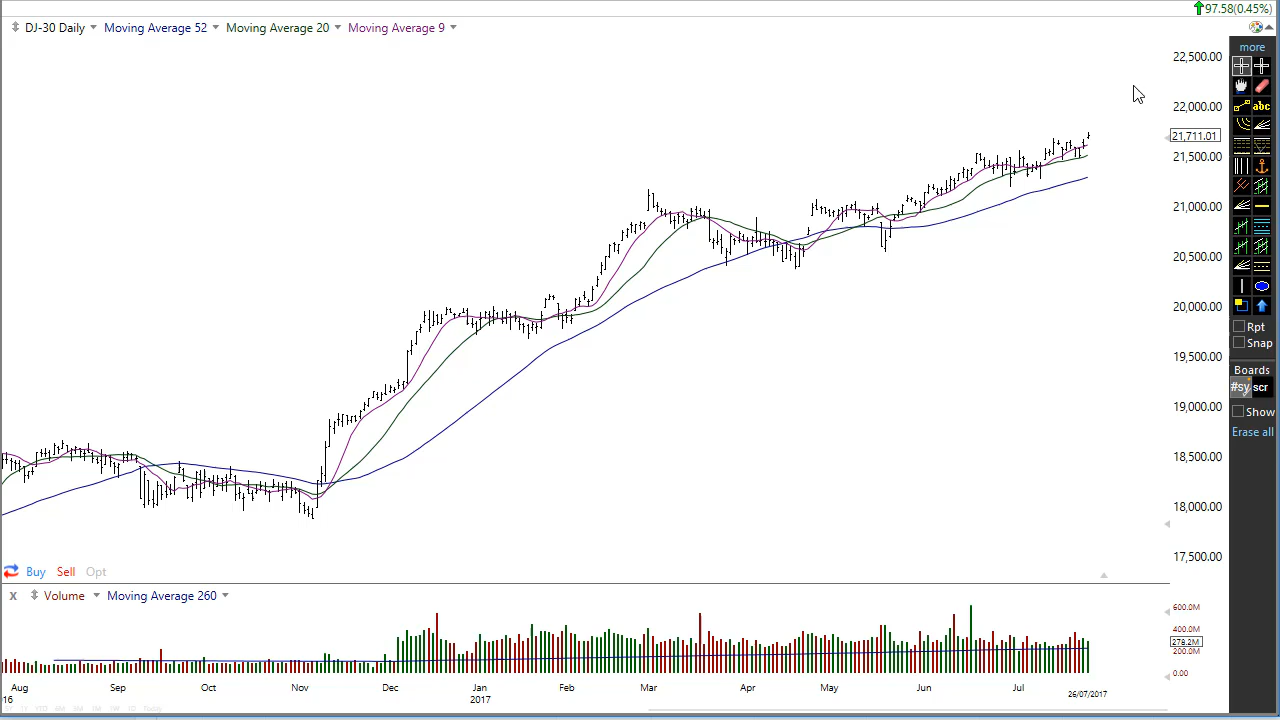 97.58(0.45%)
DJ-30 Daily Moving Average 52 Moving Average 20 Moving Average 9
more
22,500.00
22,000.00
abc
21,711.01
21,500.00
21,000.00
20,500.00
20,000.00
Rpt
Snap
19,500.00
Boards
#sy scr
19,000.00
Show
Erase all
18,500.00
18,000.00
17,500.00
Buy Sell Opt
x Volume Moving Average 260
600.0M
400.0M
278.2M
200.0M
0.00
Aug Sep Oct Nov Dec Jan Feb Mar Apr May Jun Jul 26/07/2017
16 2017